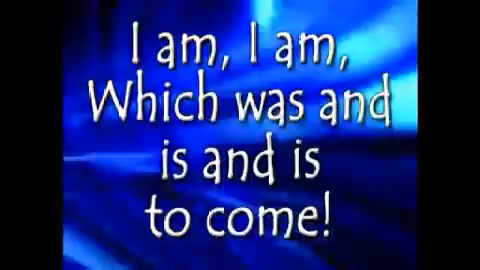 I am, I am,
Which was and
is and is
to come!